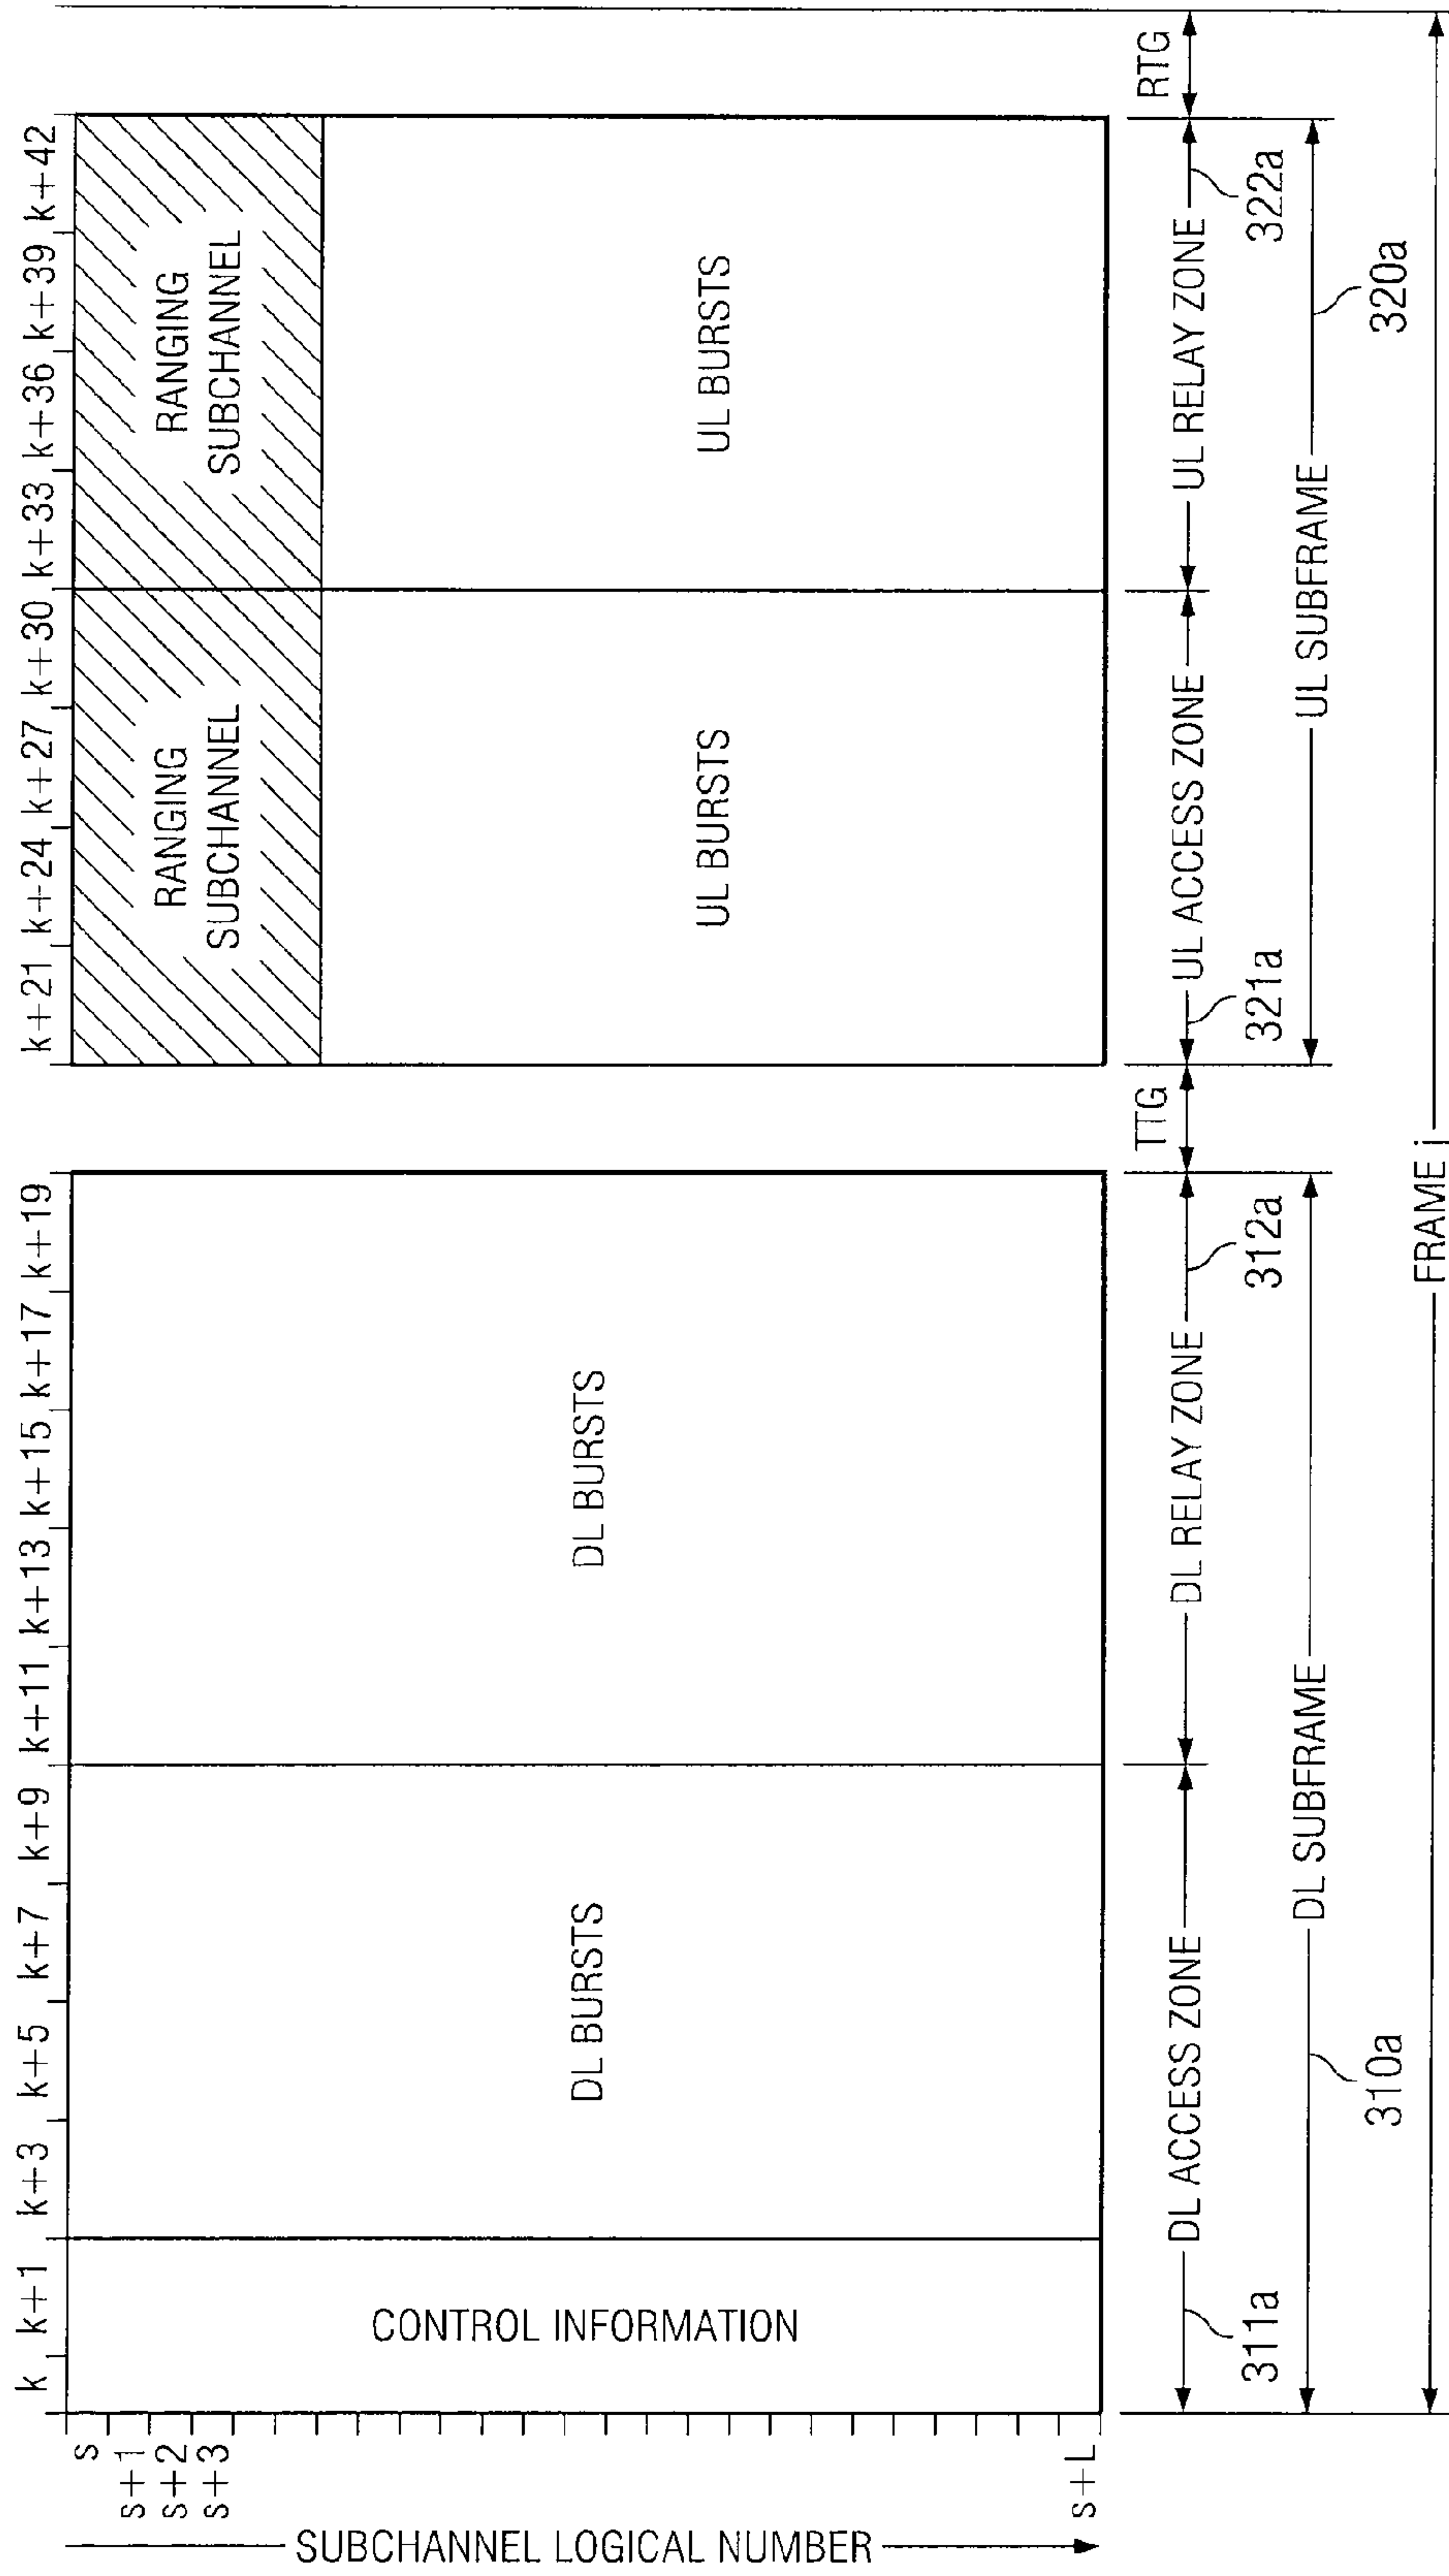 k k+1 k+3 k+5 k+7 k+9 k+11 k+13 k+15 k+17 k+19 k+21 k+24 k+27 k+30 k+33 k+36 k+39 k+42
s
s+1
s+2
s+3
s+L
SUBCHANNEL LOGICAL NUMBER
CONTROL INFORMATION
DL BURSTS
DL BURSTS
RANGING
SUBCHANNEL
UL BURSTS
RANGING
SUBCHANNEL
UL BURSTS
TTG
RTG
DL ACCESS ZONE
DL RELAY ZONE
UL ACCESS ZONE
UL RELAY ZONE
311a
312a
321a
322a
DL SUBFRAME
UL SUBFRAME
310a
320a
FRAME j